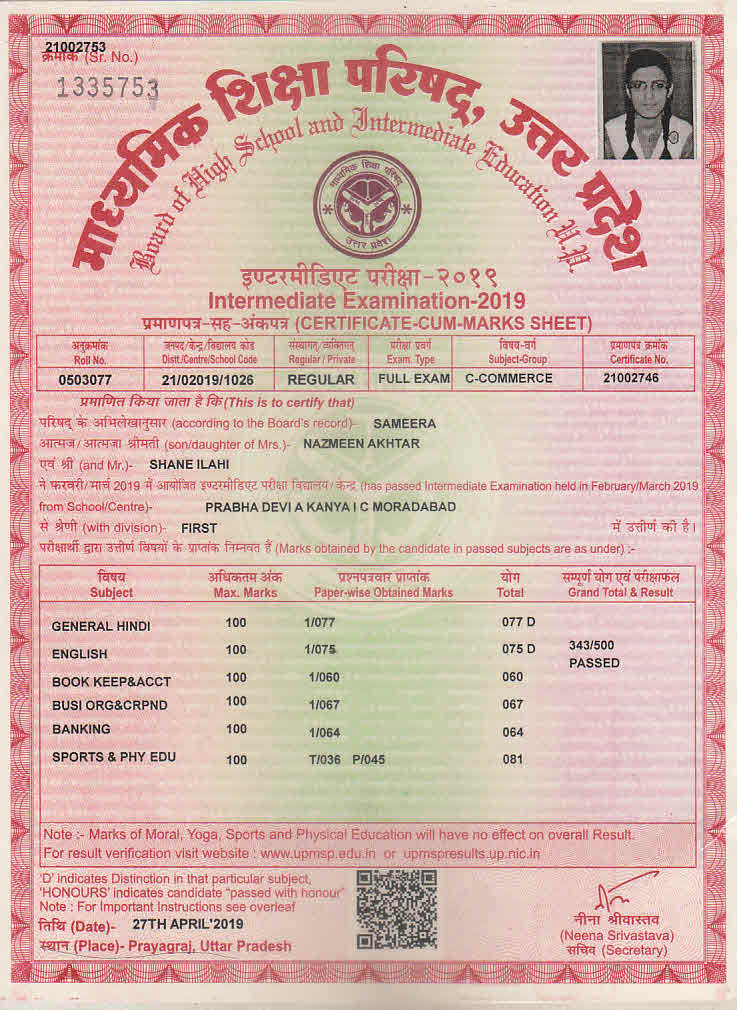 21002753
क्रमांक (Sr. No.)
1335753
माध्यमिक शिक्षा परिषद्, उत्तर प्रदेश
Board of High School and Intermediate Education U.P.
माध्यमिक शिक्षा परिषद्
उत्तर प्रदेश
इण्टरमीडिएट परीक्षा-२०१९
Intermediate Examination-2019
प्रमाणपत्र-सह-अंकपत्र (CERTIFICATE-CUM-MARKS SHEET)
अनुक्रमांक जनपद/केन्द्र/विद्यालय कोड संस्थागत/व्यक्तिगत परीक्षा प्रवर्ग विषय-वर्ग प्रमाणपत्र क्रमांक
Roll No. Distt./Centre/School Code Regular / Private Exam. Type Subject-Group Certificate No.
0503077 21/02019/1026 REGULAR FULL EXAM C-COMMERCE 21002746
प्रमाणित किया जाता है कि (This is to certify that)
परिषद् के अभिलेखानुसार (according to the Board's record)- SAMEERA
आत्मज/आत्मजा श्रीमती (son/daughter of Mrs.)- NAZMEEN AKHTAR
एवं श्री (and Mr.)- SHANE ILAHI
ने फरवरी/मार्च 2019 में आयोजित इण्टरमीडिएट परीक्षा विद्यालय/केन्द्र (has passed Intermediate Examination held in February/March 2019
from School/Centre)- PRABHA DEVI A KANYA I C MORADABAD
से श्रेणी (with division)- FIRST में उत्तीर्ण की है।
परीक्षार्थी द्वारा उत्तीर्ण विषयों के प्राप्तांक निम्नवत हैं (Marks obtained by the candidate in passed subjects are as under) :-
विषय अधिकतम अंक प्रश्नपत्रवार प्राप्तांक योग सम्पूर्ण योग एवं परीक्षाफल
Subject Max. Marks Paper-wise Obtained Marks Total Grand Total & Result
GENERAL HINDI 100 1/077 077 D
ENGLISH 100 1/075 075 D 343/500
PASSED
BOOK KEEP&ACCT 100 1/060 060
BUSI ORG&CRPND 100 1/067 067
BANKING 100 1/064 064
SPORTS & PHY EDU 100 T/036 P/045 081
Note :- Marks of Moral, Yoga, Sports and Physical Education will have no effect on overall Result.
For result verification visit website : www.upmsp.edu.in or upmspresults.up.nic.in
'D' indicates Distinction in that particular subject,
'HONOURS' indicates candidate "passed with honour"
Note : For Important Instructions see overleaf
तिथि (Date)- 27TH APRIL'2019
स्थान (Place)- Prayagraj, Uttar Pradesh
नीना श्रीवास्तव
(Neena Srivastava)
सचिव (Secretary)